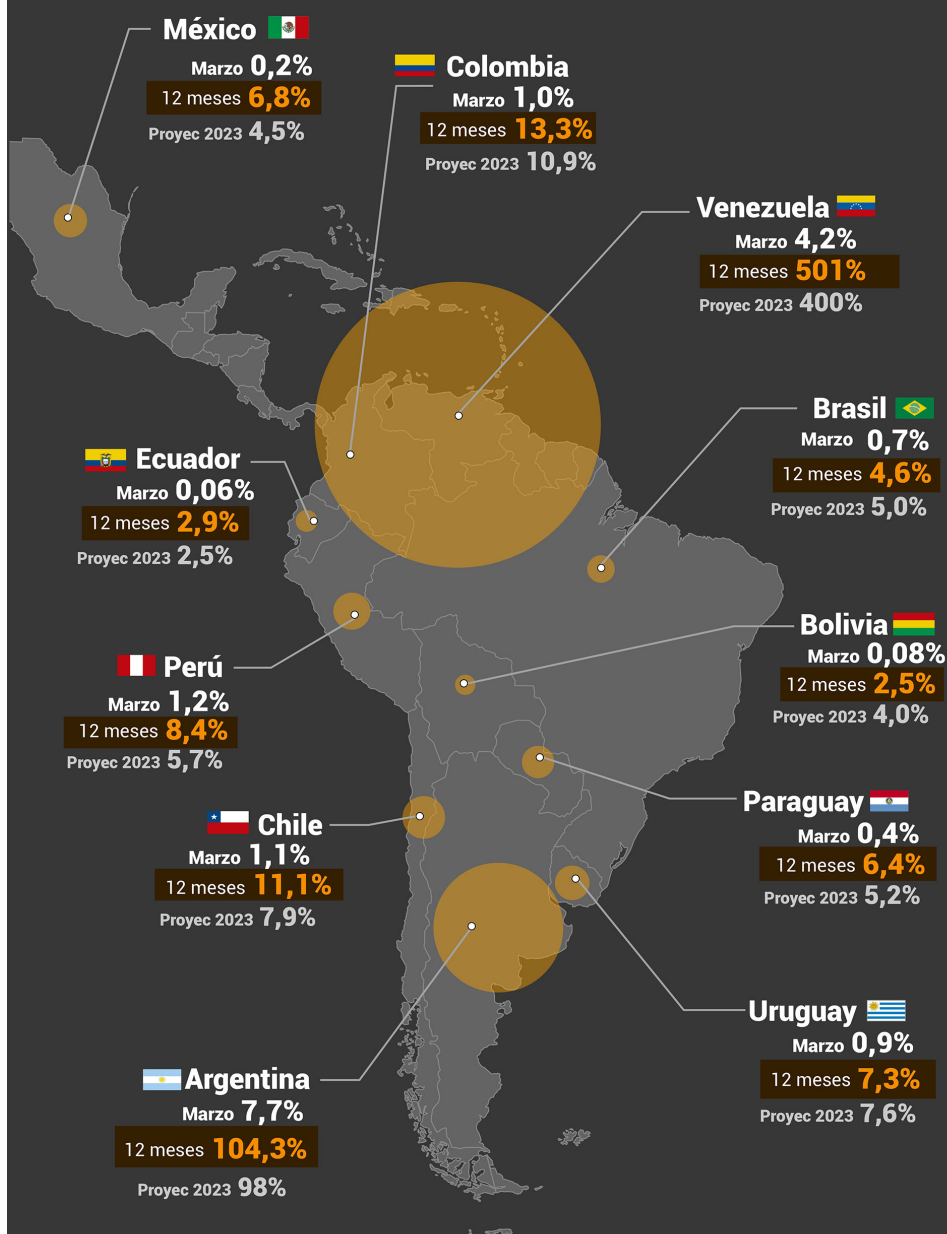 México
Marzo 0,2%
12 meses 6,8%
Proyec 2023 4,5%
Colombia
Marzo 1,0%
12 meses 13,3%
Proyec 2023 10,9%
Venezuela
Marzo 4,2%
12 meses 501%
Proyec 2023 400%
Brasil
Marzo 0,7%
12 meses 4,6%
Proyec 2023 5,0%
Ecuador
Marzo 0,06%
12 meses 2,9%
Proyec 2023 2,5%
Bolivia
Marzo 0,08%
12 meses 2,5%
Proyec 2023 4,0%
Perú
Marzo 1,2%
12 meses 8,4%
Proyec 2023 5,7%
Paraguay
Marzo 0,4%
12 meses 6,4%
Proyec 2023 5,2%
Chile
Marzo 1,1%
12 meses 11,1%
Proyec 2023 7,9%
Uruguay
Marzo 0,9%
12 meses 7,3%
Proyec 2023 7,6%
Argentina
Marzo 7,7%
12 meses 104,3%
Proyec 2023 98%